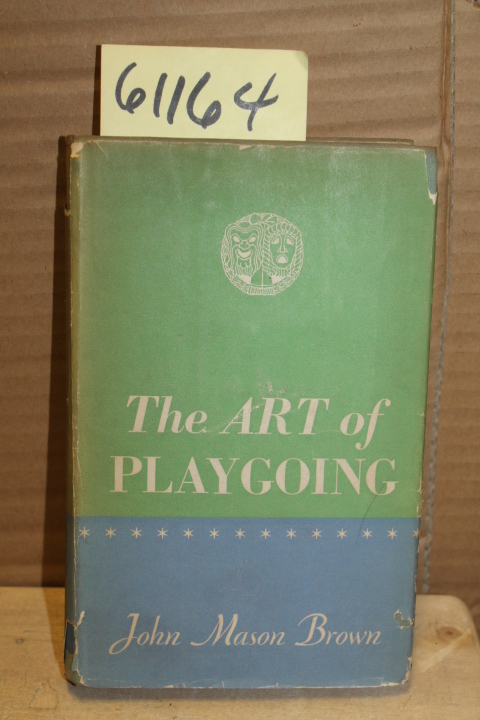 61164
The ART of
PLAYGOING
* * * * * * * * * * * * *
John Mason Brown